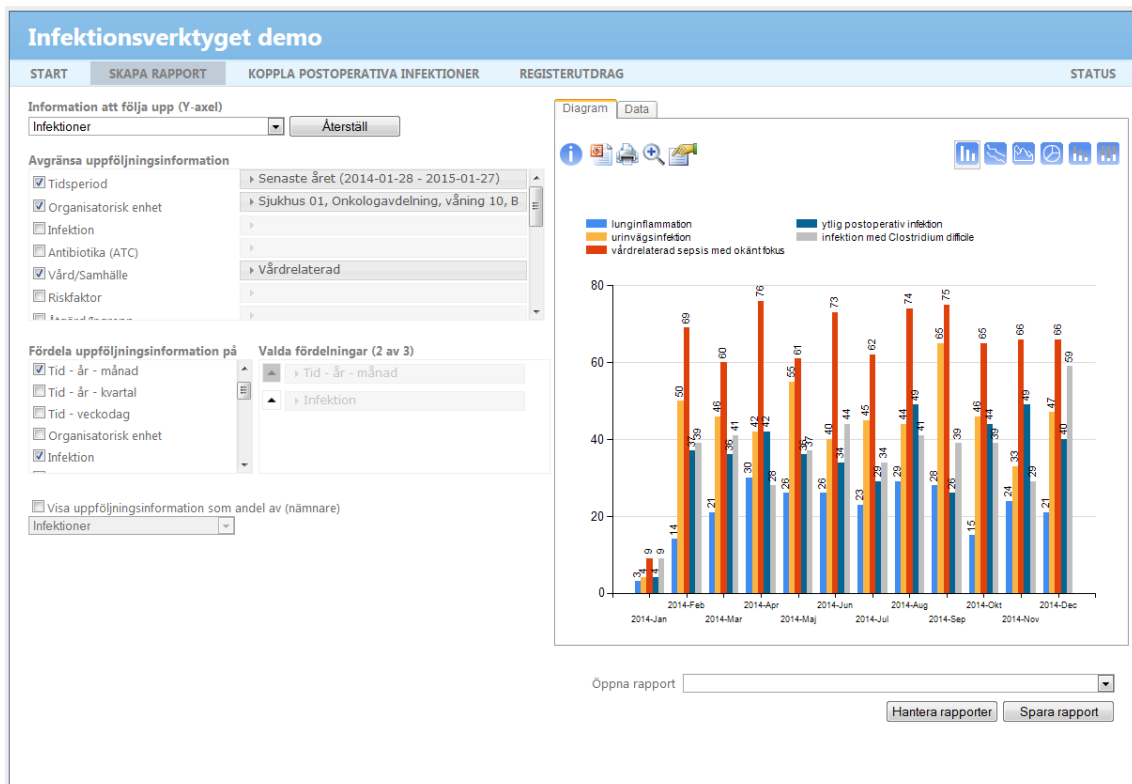 Infektionsverktyget demo
START SKAPA RAPPORT KOPPLA POSTOPERATIVA INFEKTIONER REGISTERUTDRAG STATUS
Information att följa upp (Y-axel)
Infektioner Återställ
Avgränsa uppföljningsinformation
Tidsperiod Senaste året (2014-01-28 - 2015-01-27)
Organisatorisk enhet Sjukhus 01, Onkologavdelning, våning 10, B
Infektion
Antibiotika (ATC)
Vård/Samhälle Vårdrelaterad
Riskfaktor
Fördela uppföljningsinformation på Valda fördelningar (2 av 3)
Tid - år - månad Tid - år - månad
Tid - år - kvartal
Infektion
Tid - veckodag
Organisatorisk enhet
Infektion
Visa uppföljningsinformation som andel av (nämnare)
Infektioner
Diagram Data
lunginflammation ytlig postoperativ infektion
urinvägsinfektion infektion med Clostridium difficile
vårdrelaterad sepsis med okänt fokus
80
60
40
20
0
3 4 9 4 9
14 50 69 37 39
21 46 60 36 41
30 42 76 42 28
26 55 61 36 37
26 40 73 34 44
23 45 62 29 34
29 44 74 49 41
28 65 75 26 39
15 46 65 44 39
24 33 66 49 29
21 47 66 40 59
2014-Feb 2014-Apr 2014-Jun 2014-Aug 2014-Okt 2014-Dec
2014-Jan 2014-Mar 2014-Maj 2014-Jul 2014-Sep 2014-Nov
Öppna rapport
Hantera rapporter Spara rapport